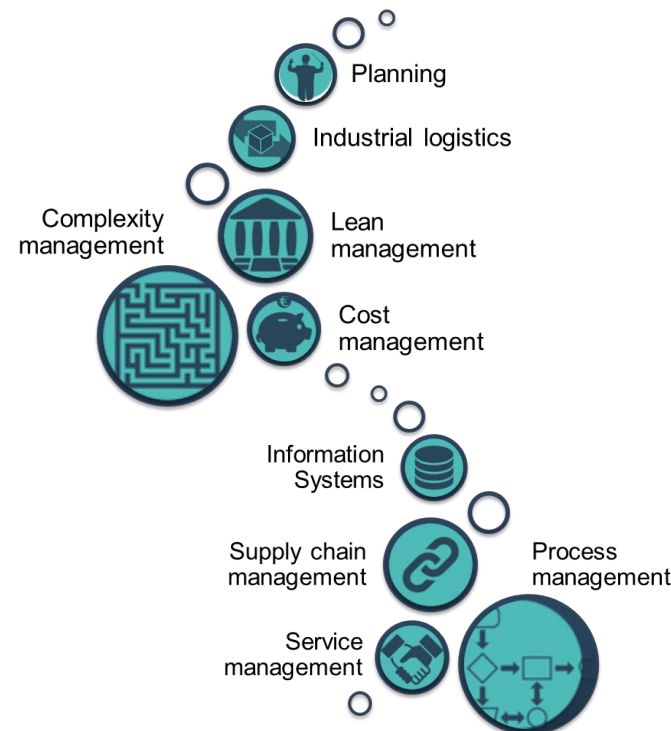 Planning
Industrial logistics
Complexity
management
Lean
management
€
Cost
management
Information
Systems
Supply chain
management
Process
management
Service
management